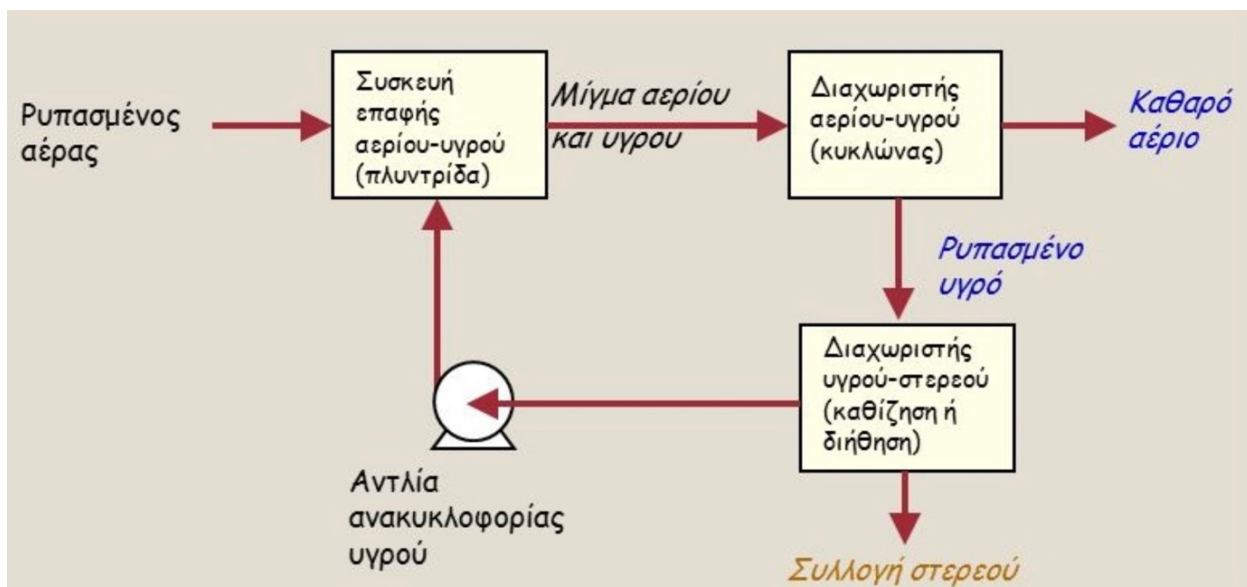 Ρυπασμένος
αέρας
Συσκευή
επαφής
αερίου-υγρού
(πλυντρίδα)
Μίγμα αερίου
και υγρου
Διαχωριστής
αερίου-υγρού
(κυκλώνας)
Καθαρό
αέριο
Ρυπασμένο
υγρό
Διαχωριστής
υγρού-στερεού
(καθίζηση ή
διήθηση)
Αντλία
ανακυκλοφορίας
υγρού
Συλλογή στερεού